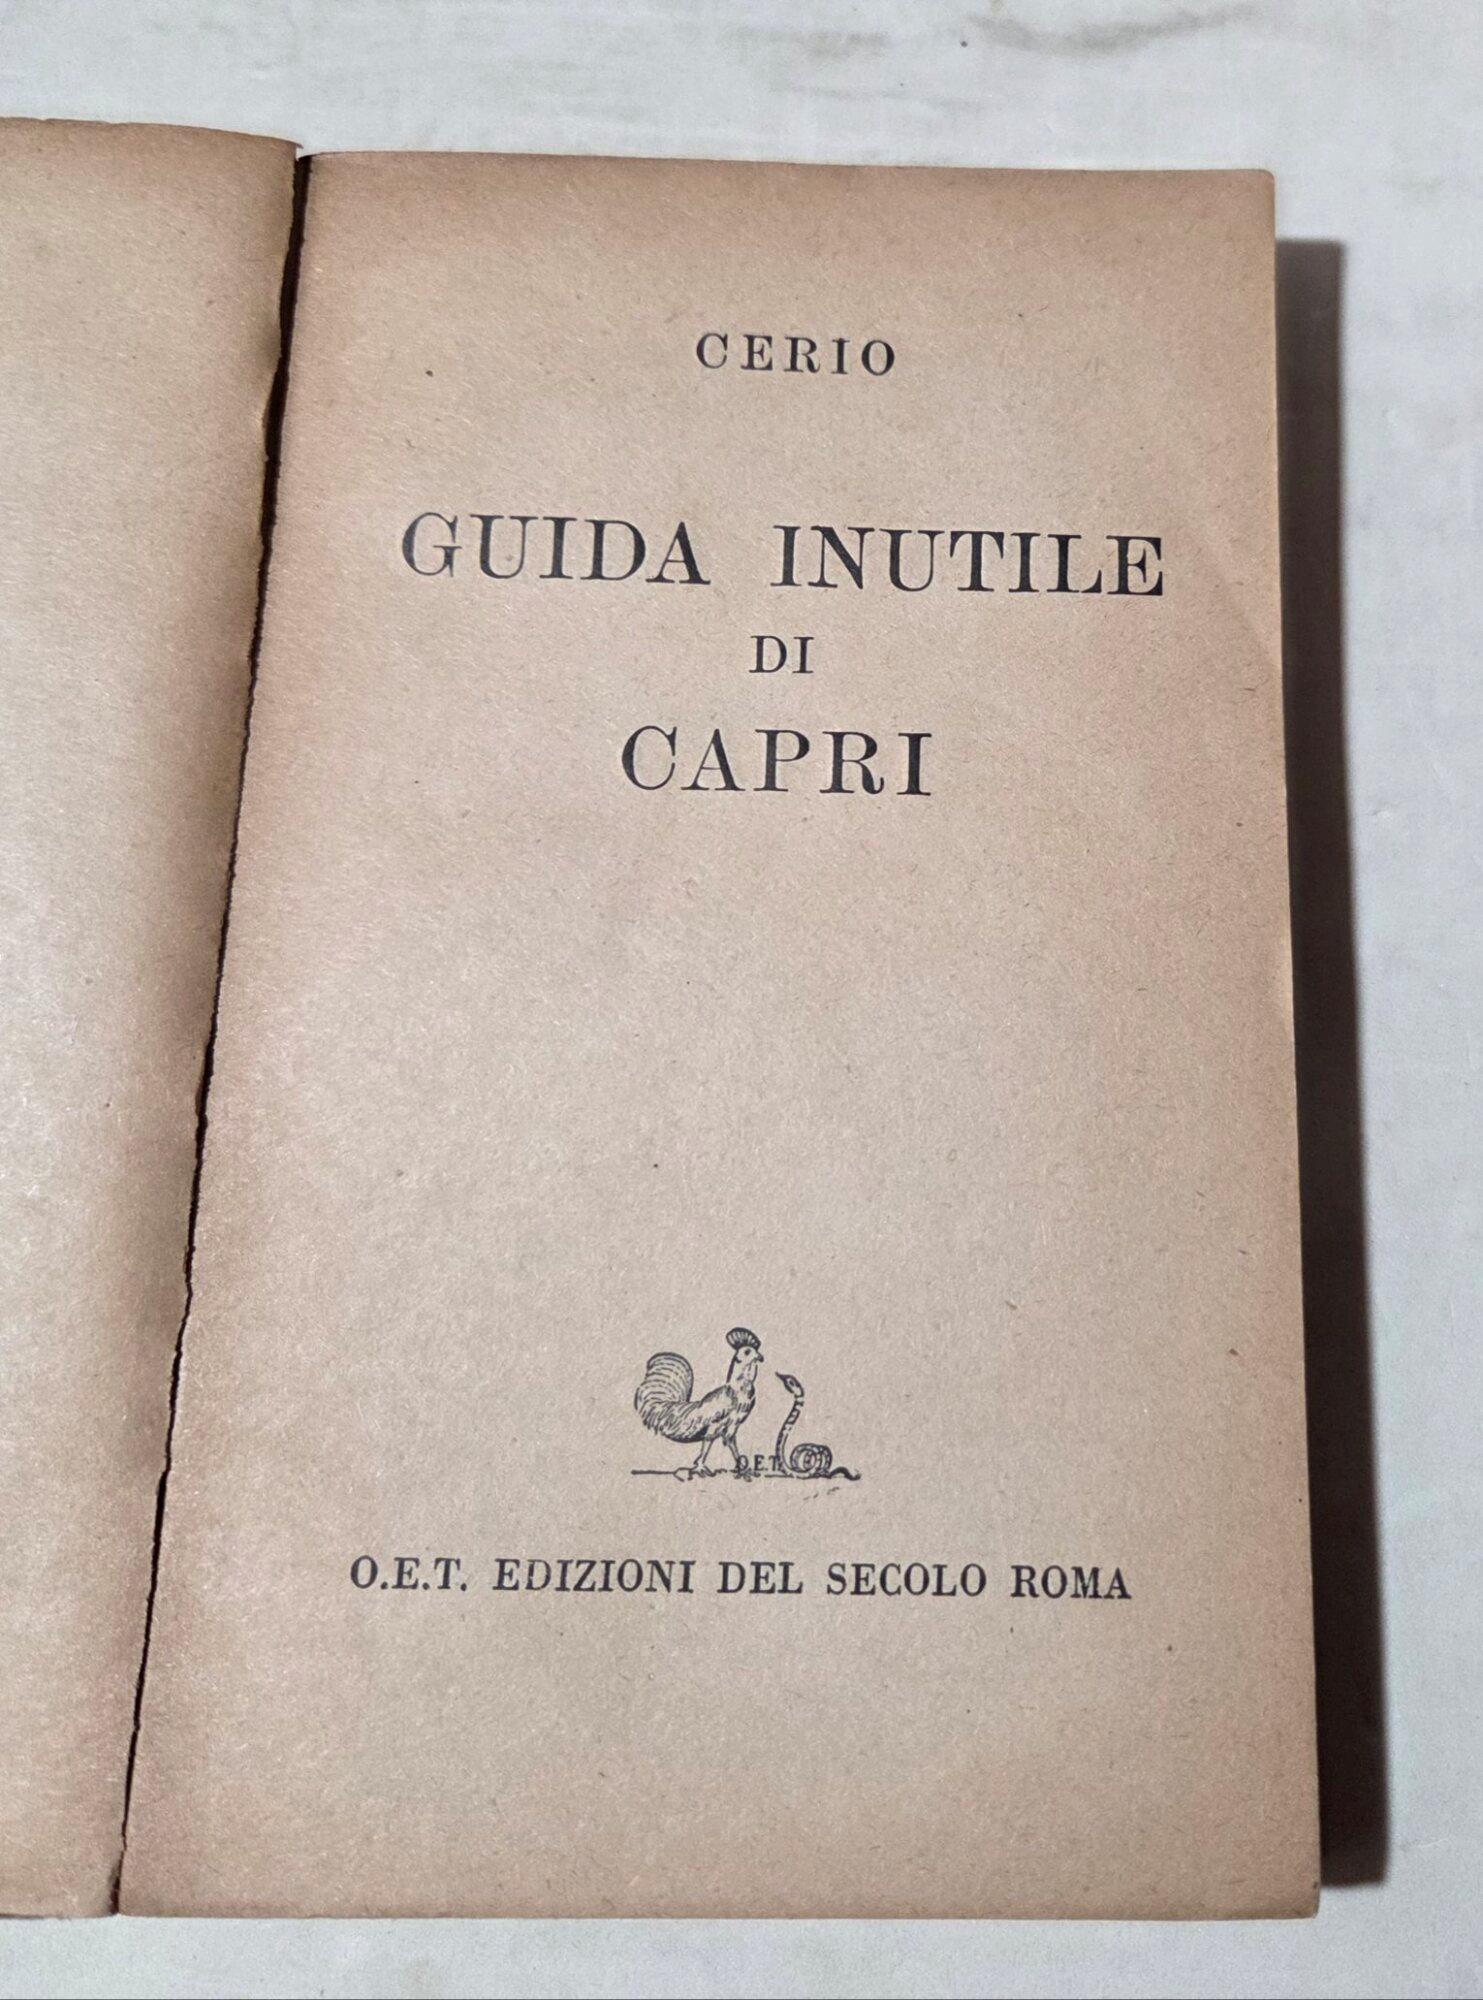 CERIO
GUIDA INUTILE
DI
CAPRI
O.E.T.
O.E.T. EDIZIONI DEL SECOLO ROMA